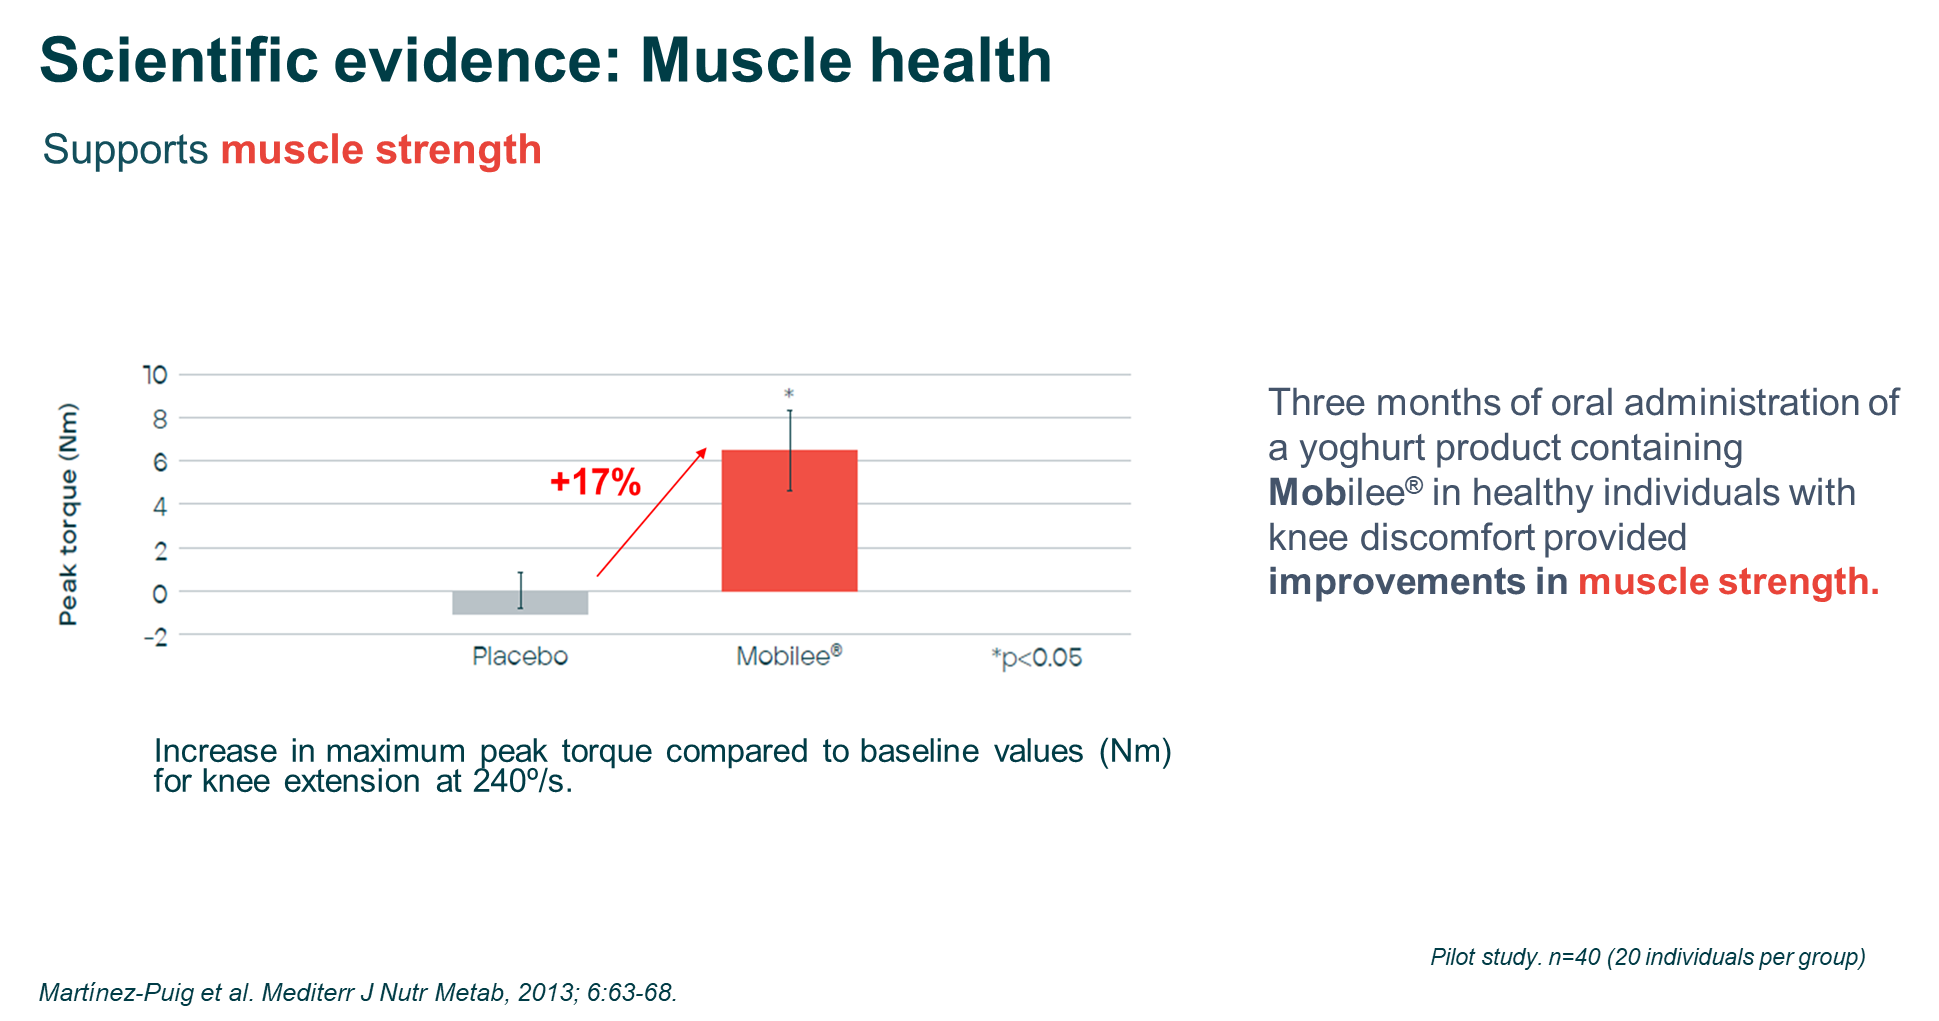 Scientific evidence: Muscle health
Supports muscle strength
10
8
6
4
2
0
-2
Peak torque (Nm)
*
+17%
Placebo
Mobilee®
*p<0.05
Increase in maximum peak torque compared to baseline values (Nm)
for knee extension at 240º/s.
Three months of oral administration of
a yoghurt product containing
Mobilee® in healthy individuals with
knee discomfort provided
improvements in muscle strength.
Pilot study. n=40 (20 individuals per group)
Martínez-Puig et al. Mediterr J Nutr Metab, 2013; 6:63-68.